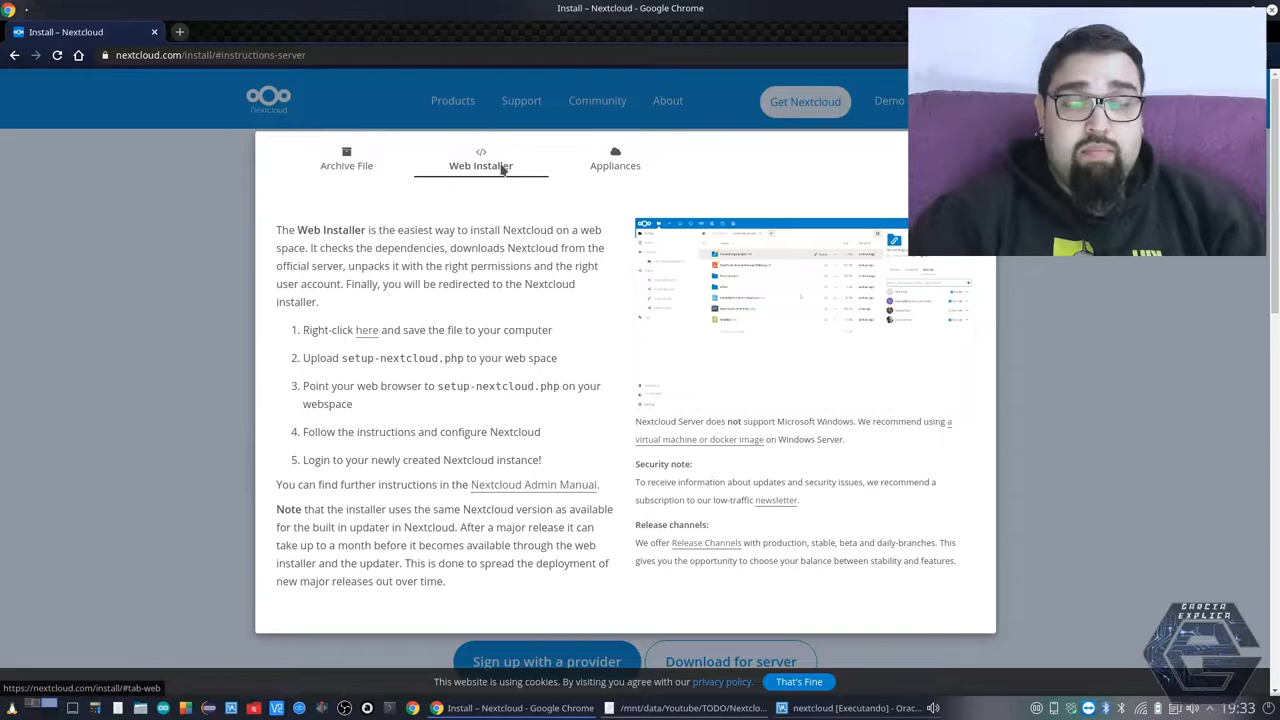 Install – Nextcloud - Google Chrome
Install – Nextcloud
nextcloud.com/install/#instructions-server
Nextcloud
Products
Support
Community
About
Get Nextcloud
Demo
Archive File
</>
Web Installer
Appliances
The Web Installer is the easiest way to install Nextcloud on a web
space. It checks the dependencies, downloads Nextcloud from the
official server, unpacks it with the right permissions and the right
user account. Finally, you will be redirected to the Nextcloud
installer.
1. Right-click here and save the file to your computer
2. Upload setup-nextcloud.php to your web space
3. Point your web browser to setup-nextcloud.php on your
webspace
4. Follow the instructions and configure Nextcloud
5. Login to your newly created Nextcloud instance!
You can find further instructions in the Nextcloud Admin Manual.
Note that the installer uses the same Nextcloud version as available
for the built in updater in Nextcloud. After a major release it can
take up to a month before it becomes available through the web
installer and the updater. This is done to spread the deployment of
new major releases out over time.
Nextcloud Server does not support Microsoft Windows. We recommend using a
virtual machine or docker image on Windows Server.
Security note:
To receive information about updates and security issues, we recommend a
subscription to our low-traffic newsletter.
Release channels:
We offer Release Channels with production, stable, beta and daily-branches. This
gives you the opportunity to choose your balance between stability and features.
GARCIA
EXPLICA
Sign up with a provider
Download for server
This website is using cookies. By visiting you agree with our privacy policy.
That's Fine
https://nextcloud.com/install/#tab-web
Install – Nextcloud - Google Chrome
/mnt/data/Youtube/TODO/Nextclo...
nextcloud [Executando] - Orac...
19:33